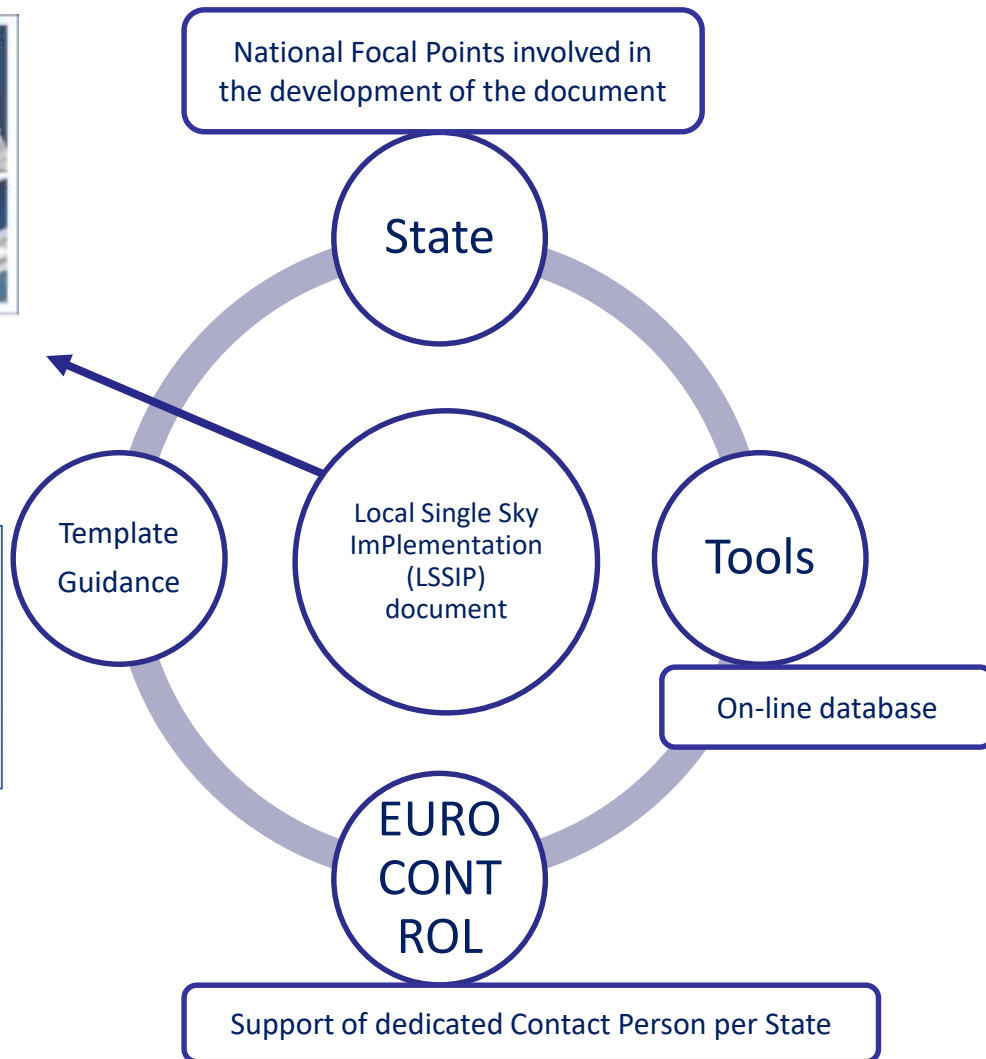 National Focal Points involved in
the development of the document
State
Template
Guidance
Local Single Sky
ImPlementation
(LSSIP)
document
Tools
On-line database
EURO
CONT
ROL
Support of dedicated Contact Person per State